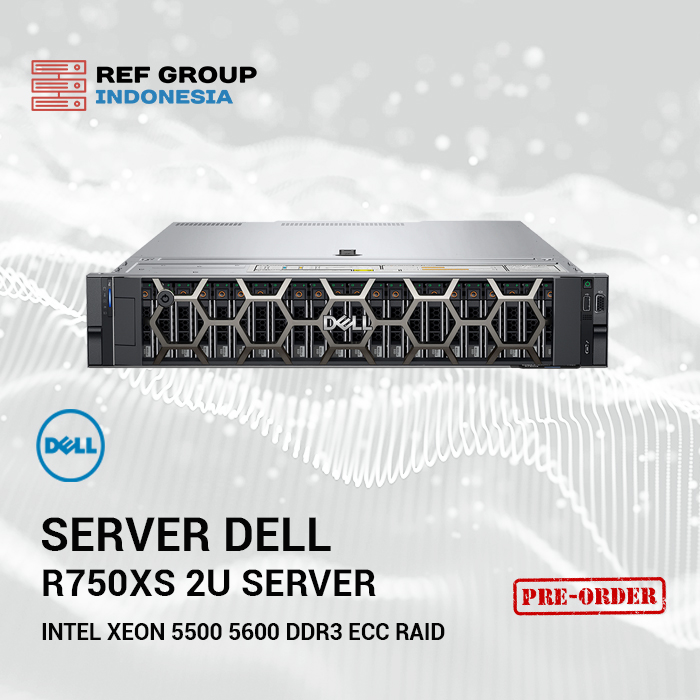 REF GROUP
INDONESIA
DELL
DELL
SERVER DELL
R750XS 2U SERVER
PRE-ORDER
INTEL XEON 5500 5600 DDR3 ECC RAID